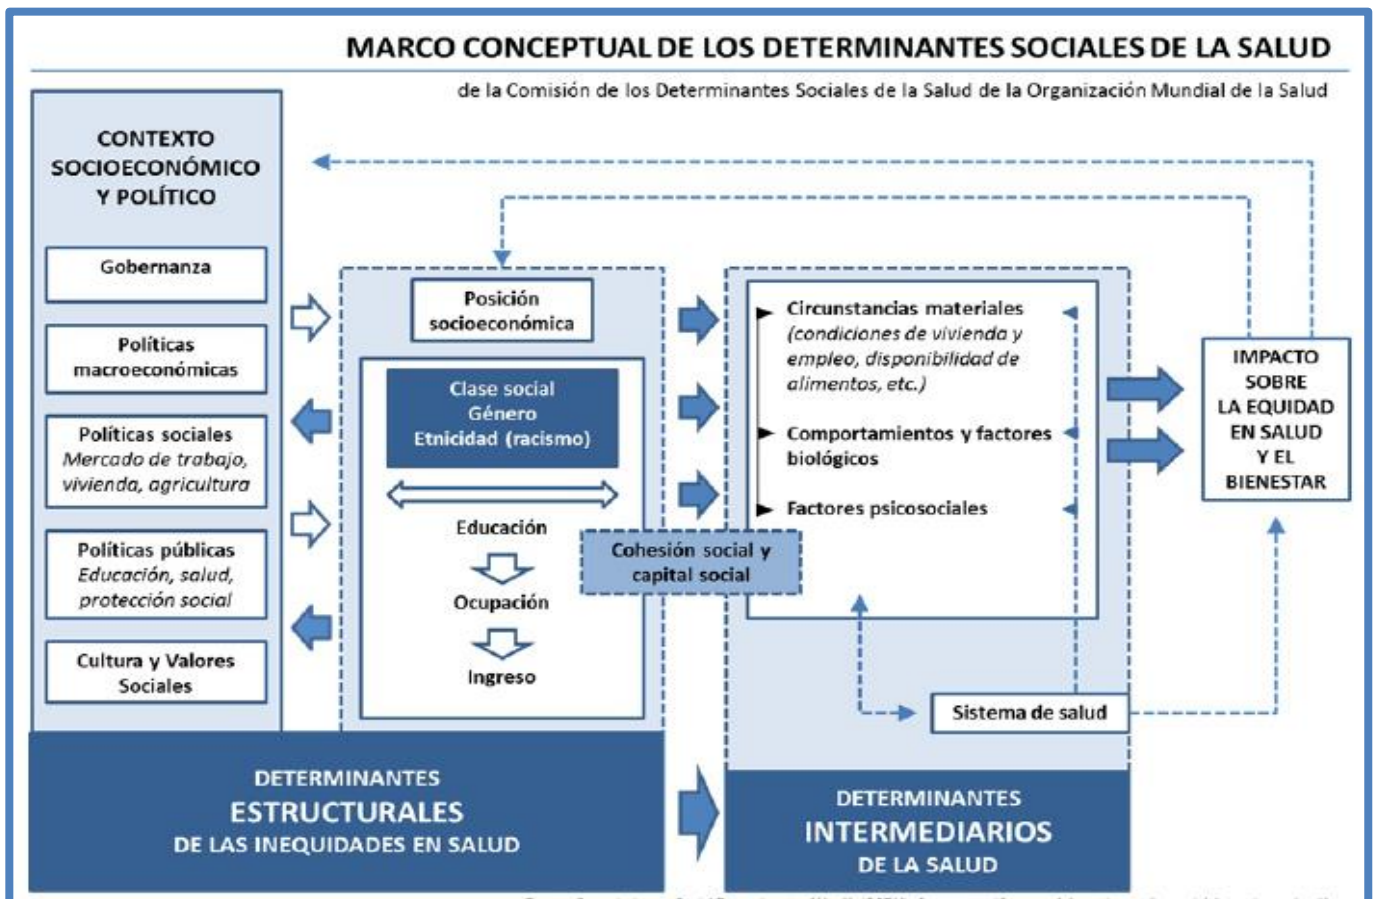 MARCO CONCEPTUAL DE LOS DETERMINANTES SOCIALES DE LA SALUD
de la Comisión de los Determinantes Sociales de la Salud de la Organización Mundial de la Salud
CONTEXTO
SOCIOECONÓMICO
Y POLÍTICO
Gobernanza
Políticas
macroeconómicas
Políticas sociales
Mercado de trabajo,
vivienda, agricultura
Políticas públicas
Educación, salud,
protección social
Cultura y Valores
Sociales
Posición
socioeconómica
Clase social
Género
Etnicidad (racismo)
Educación
Ocupación
Ingreso
Cohesión social y
capital social
Circunstancias materiales
(condiciones de vivienda y
empleo, disponibilidad de
alimentos, etc.)
Comportamientos y factores
biológicos
Factores psicosociales
Sistema de salud
IMPACTO
SOBRE
LA EQUIDAD
EN SALUD
Y EL
BIENESTAR
DETERMINANTES
ESTRUCTURALES
DE LAS INEQUIDADES EN SALUD
DETERMINANTES
INTERMEDIARIOS
DE LA SALUD